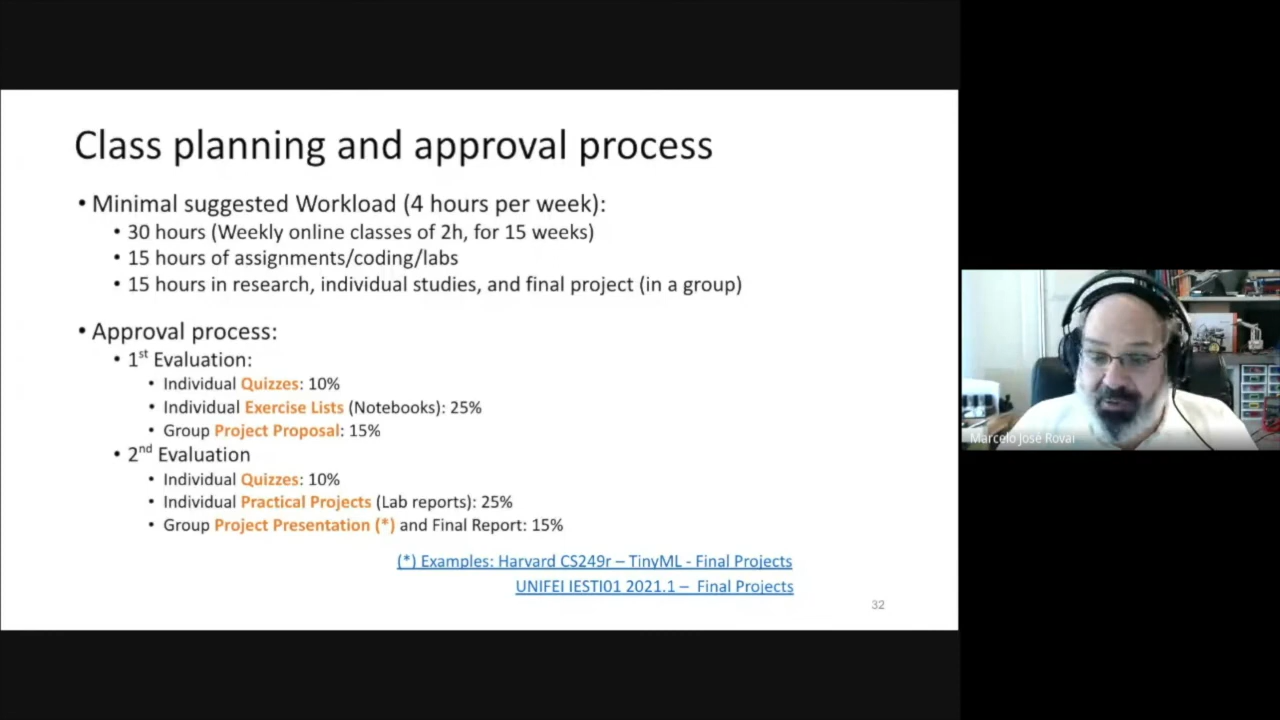 Class planning and approval process
• Minimal suggested Workload (4 hours per week):
• 30 hours (Weekly online classes of 2h, for 15 weeks)
• 15 hours of assignments/coding/labs
• 15 hours in research, individual studies, and final project (in a group)
• Approval process:
• 1st Evaluation:
• Individual Quizzes: 10%
• Individual Exercise Lists (Notebooks): 25%
• Group Project Proposal: 15%
• 2nd Evaluation
• Individual Quizzes: 10%
• Individual Practical Projects (Lab reports): 25%
• Group Project Presentation (*) and Final Report: 15%
(*) Examples: Harvard CS249r – TinyML - Final Projects
UNIFEI IESTI01 2021.1 – Final Projects
32
Marcelo José Rovai